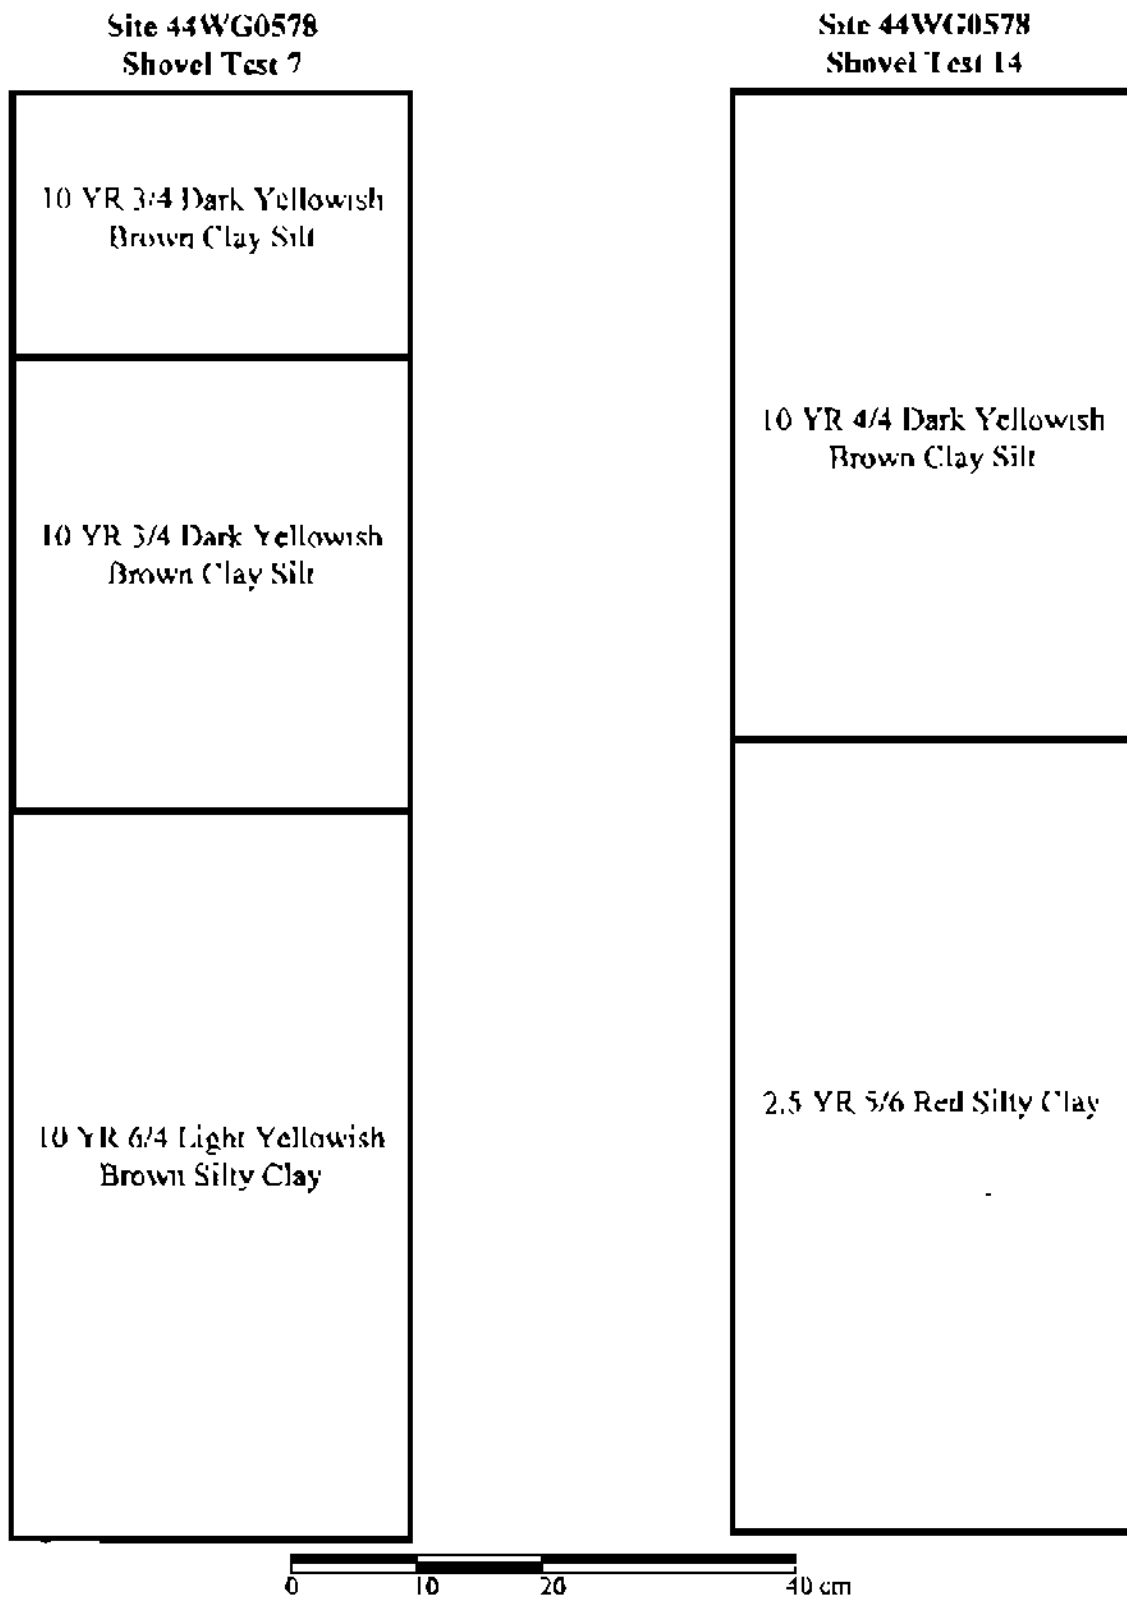 Site 44WG0578
Shovel Test 7
10 YR 3/4 Dark Yellowish
Brown Clay Silt
10 YR 3/4 Dark Yellowish
Brown Clay Silt
10 YR 6/4 Light Yellowish
Brown Silty Clay
Site 44WG0578
Shovel Test 14
10 YR 4/4 Dark Yellowish
Brown Clay Silt
2.5 YR 5/6 Red Silty Clay
0 10 20 40 cm